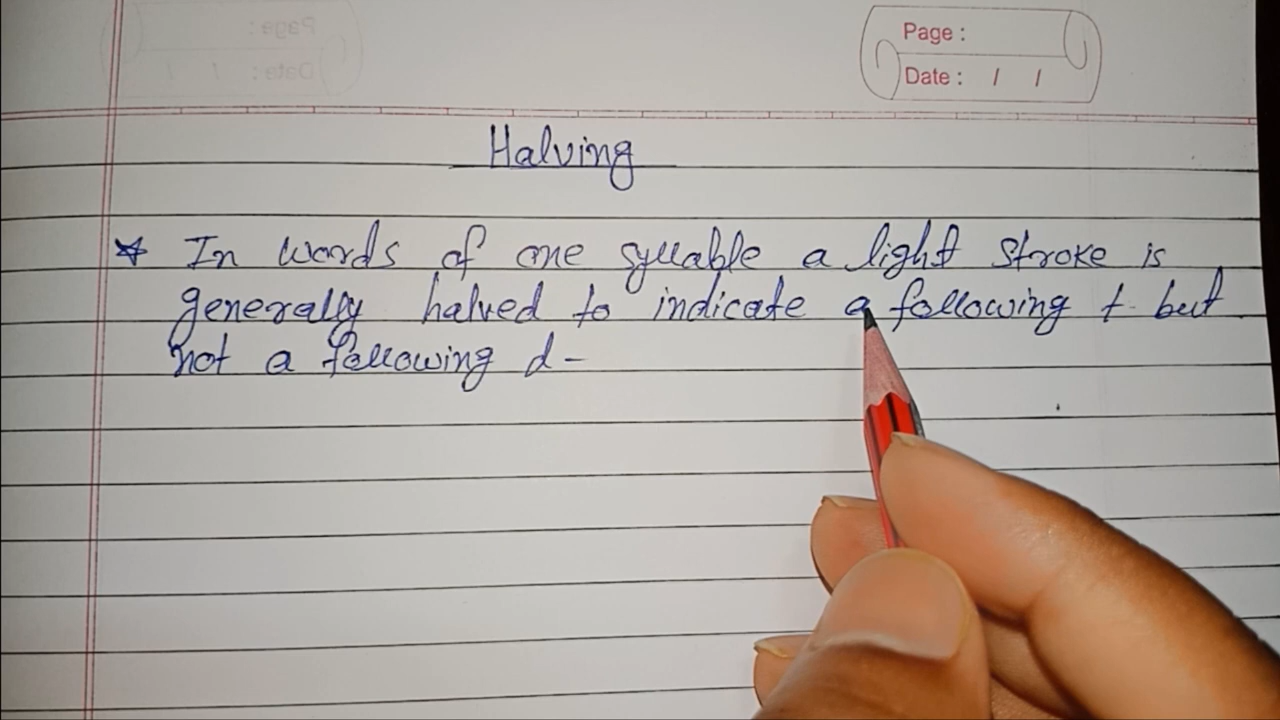 Page :
Date : / /
Halving
* In words of one syllable a light stroke is
generally halved to indicate a following t but
not a following d -